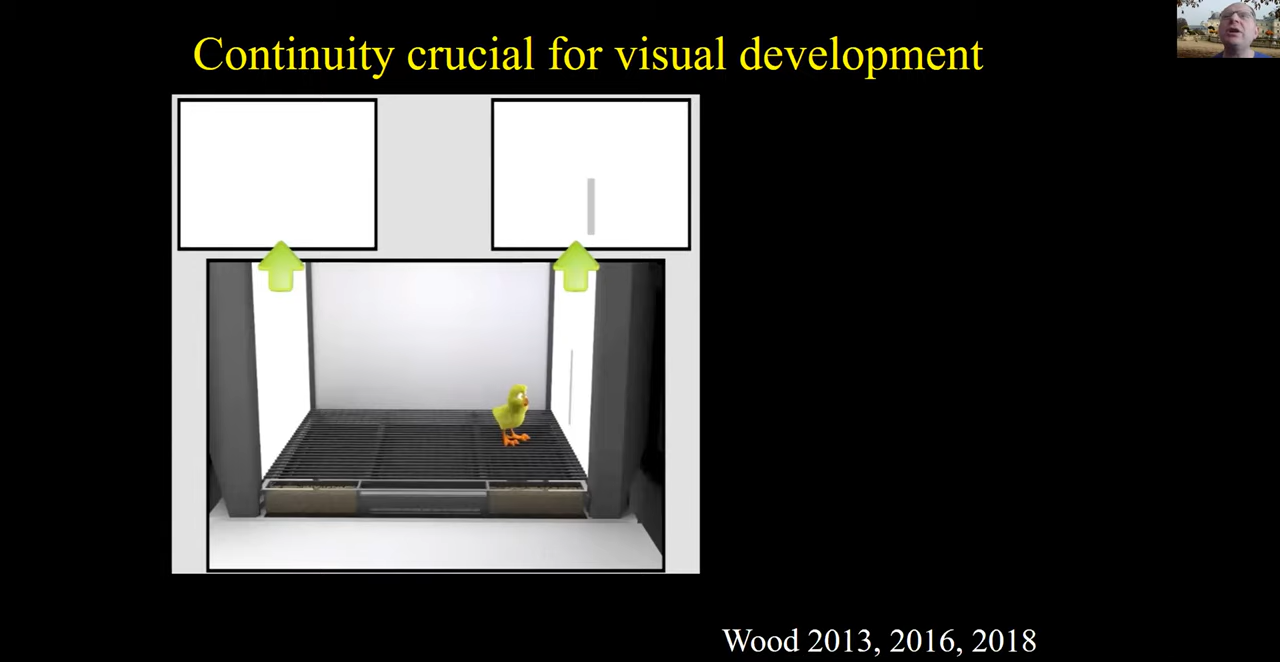 Continuity crucial for visual development
Wood 2013, 2016, 2018